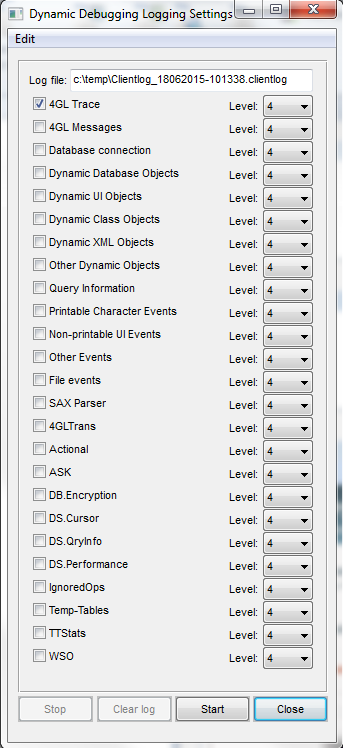 Dynamic Debugging Logging Settings
Edit
Log file: c:\temp\Clientlog_18062015-101338.clientlog
4GL Trace Level: 4
4GL Messages Level: 4
Database connection Level: 4
Dynamic Database Objects Level: 4
Dynamic UI Objects Level: 4
Dynamic Class Objects Level: 4
Dynamic XML Objects Level: 4
Other Dynamic Objects Level: 4
Query Information Level: 4
Printable Character Events Level: 4
Non-printable UI Events Level: 4
Other Events Level: 4
File events Level: 4
SAX Parser Level: 4
4GLTrans Level: 4
Actional Level: 4
ASK Level: 4
DB.Encryption Level: 4
DS.Cursor Level: 4
DS.QryInfo Level: 4
DS.Performance Level: 4
IgnoredOps Level: 4
Temp-Tables Level: 4
TTStats Level: 4
WSO Level: 4
Stop Clear log Start Close